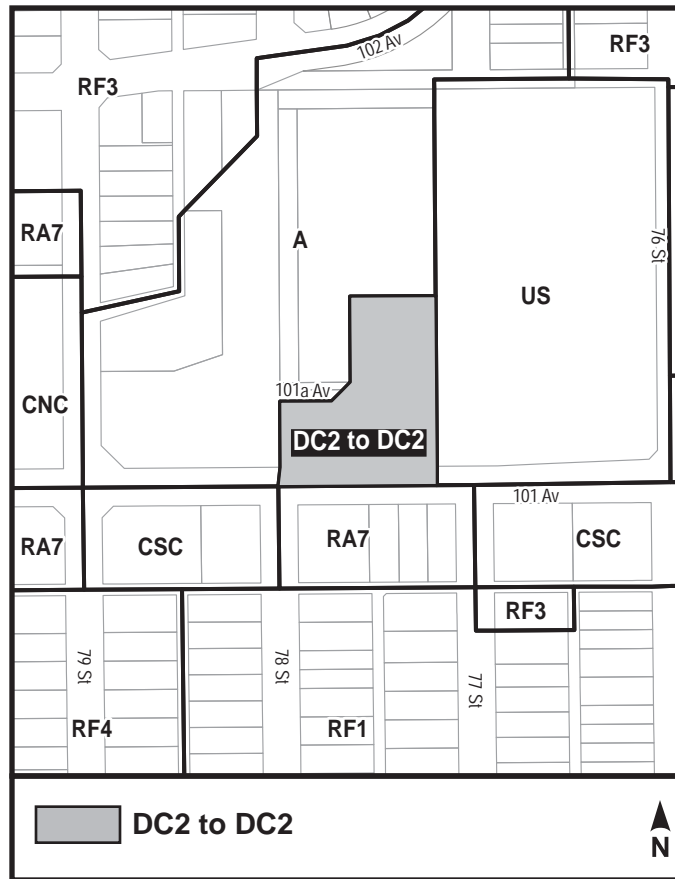 102 Av
RF3
RF3
RA7
A
76 St
US
CNC
101a Av
DC2 to DC2
101 Av
RA7
CSC
RA7
CSC
RF3
79 St
78 St
77 St
RF4
RF1
DC2 to DC2
N